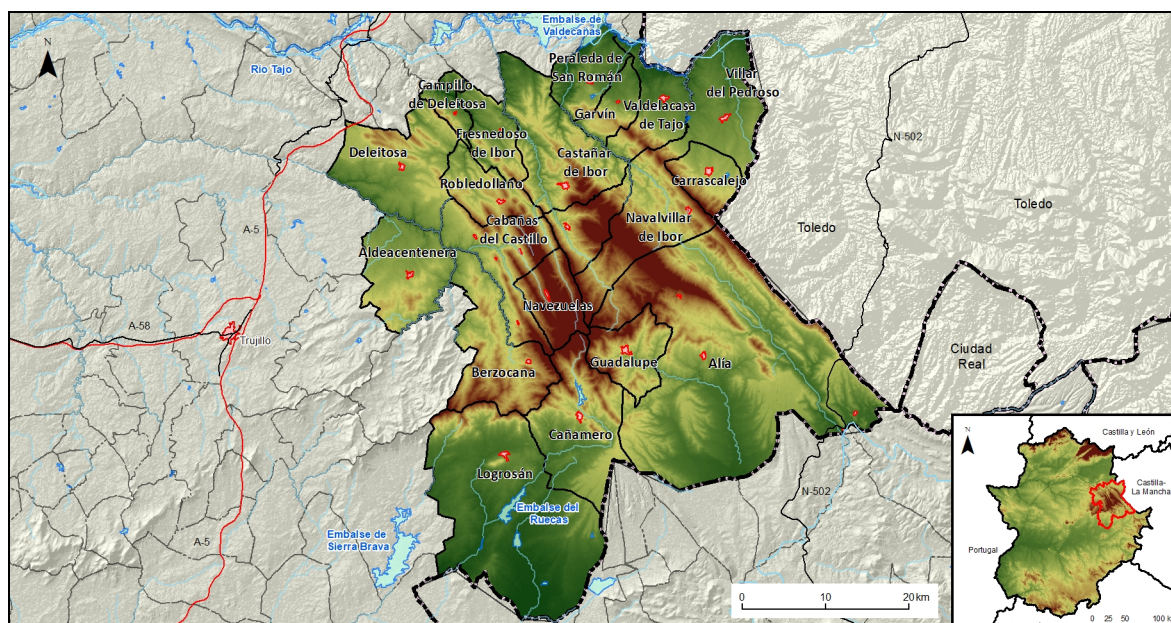 Embalse de
Valdecañas
N
Rio Tajo
Peraleda de
San Román
Villar
del Pedroso
Campillo
de Deleitosa
Garvín
Valdelacasa
de Tajo
N-502
Fresnedoso
de Ibor
Deleitosa
Castañar
de Ibor
Robledollano
Carrascalejo
Toledo
Toledo
Cabañas
del Castillo
Navalvillar
de Ibor
A-5
Aldeacentenera
Navezuelas
A-58
Trujillo
Guadalupe
Alía
Berzocana
Ciudad
Real
Cañamero
Logrosán
N-502
Embalse del
Ruecas
Embalse de
Sierra Brava
A-5
0 10 20 km
N
Castilla y León
Castilla-
La Mancha
Portugal
0 25 50 100 k